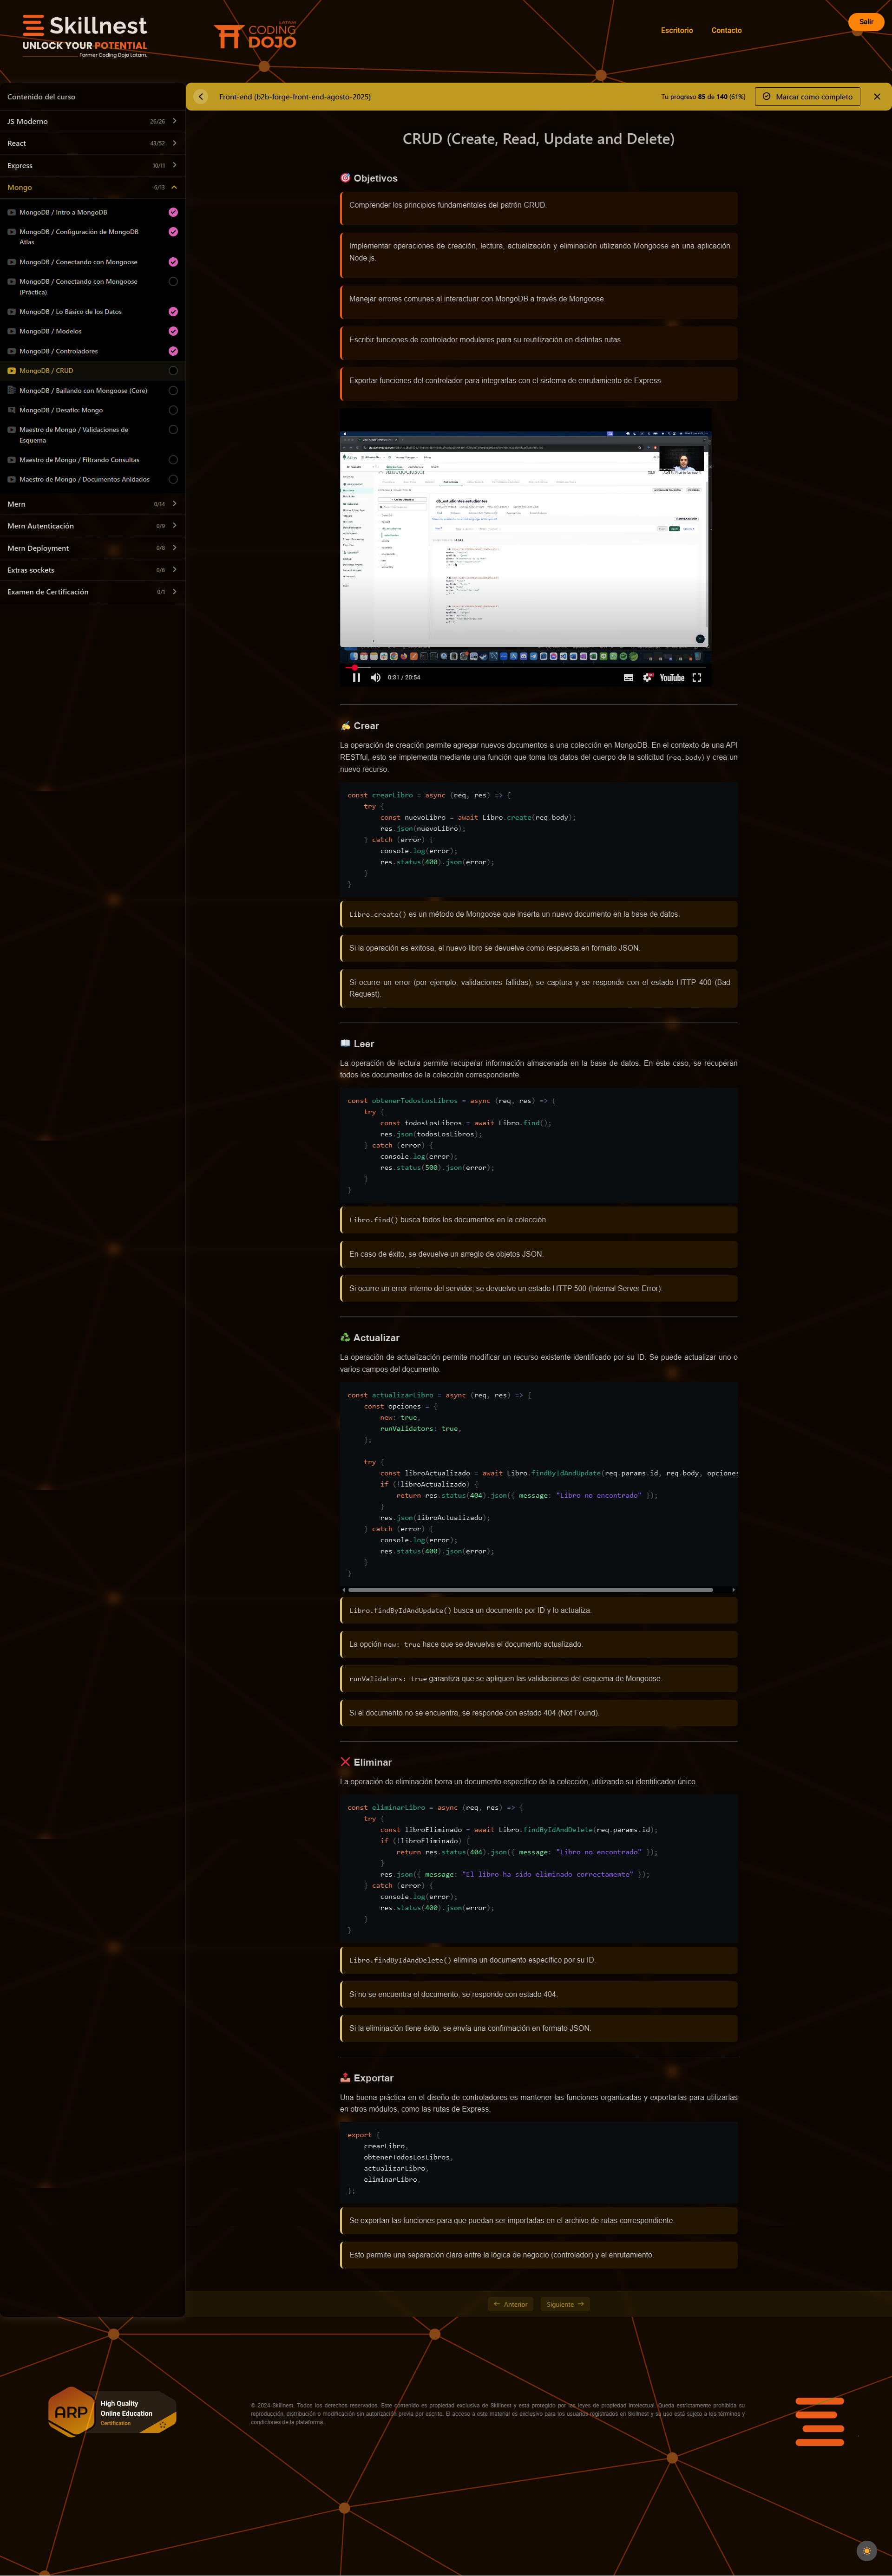 Skillnest
UNLOCK YOUR POTENTIAL
Former Coding Dojo Latam.
LATAM
CODING
DOJO
Escritorio
Contacto
Salir
Contenido del curso
JS Moderno 26/26
React 43/52
Express 10/11
Mongo 6/13
MongoDB / Intro a MongoDB
MongoDB / Configuración de MongoDB
Atlas
MongoDB / Conectando con Mongoose
MongoDB / Conectando con Mongoose
(Práctica)
MongoDB / Lo Básico de los Datos
MongoDB / Modelos
MongoDB / Controladores
MongoDB / CRUD
MongoDB / Bailando con Mongoose (Core)
MongoDB / Desafío: Mongo
Maestro de Mongo / Validaciones de
Esquema
Maestro de Mongo / Filtrando Consultas
Maestro de Mongo / Documentos Anidados
Mern 0/14
Mern Autenticación 0/9
Mern Deployment 0/8
Extras sockets 0/6
Examen de Certificación 0/1
Front-end (b2b-forge-front-end-agosto-2025)
Tu progreso 85 de 140 (61%)
Marcar como completo
CRUD (Create, Read, Update and Delete)
🎯 Objetivos
Comprender los principios fundamentales del patrón CRUD.
Implementar operaciones de creación, lectura, actualización y eliminación utilizando Mongoose en una aplicación
Node.js.
Manejar errores comunes al interactuar con MongoDB a través de Mongoose.
Escribir funciones de controlador modulares para su reutilización en distintas rutas.
Exportar funciones del controlador para integrarlas con el sistema de enrutamiento de Express.
db_estudiantes.estudiantes
0:31 / 20:54
YouTube
✍ Crear
La operación de creación permite agregar nuevos documentos a una colección en MongoDB. En el contexto de una API
RESTful, esto se implementa mediante una función que toma los datos del cuerpo de la solicitud (req.body) y crea un
nuevo recurso.
const crearLibro = async (req, res) => {
try {
const nuevoLibro = await Libro.create(req.body);
res.json(nuevoLibro);
} catch (error) {
console.log(error);
res.status(400).json(error);
}
}
Libro.create() es un método de Mongoose que inserta un nuevo documento en la base de datos.
Si la operación es exitosa, el nuevo libro se devuelve como respuesta en formato JSON.
Si ocurre un error (por ejemplo, validaciones fallidas), se captura y se responde con el estado HTTP 400 (Bad
Request).
📖 Leer
La operación de lectura permite recuperar información almacenada en la base de datos. En este caso, se recuperan
todos los documentos de la colección correspondiente.
const obtenerTodosLosLibros = async (req, res) => {
try {
const todosLosLibros = await Libro.find();
res.json(todosLosLibros);
} catch (error) {
console.log(error);
res.status(500).json(error);
}
}
Libro.find() busca todos los documentos en la colección.
En caso de éxito, se devuelve un arreglo de objetos JSON.
Si ocurre un error interno del servidor, se devuelve un estado HTTP 500 (Internal Server Error).
♻ Actualizar
La operación de actualización permite modificar un recurso existente identificado por su ID. Se puede actualizar uno o
varios campos del documento.
const actualizarLibro = async (req, res) => {
const opciones = {
new: true,
runValidators: true,
};
try {
const libroActualizado = await Libro.findByIdAndUpdate(req.params.id, req.body, opciones
if (!libroActualizado) {
return res.status(404).json({ message: "Libro no encontrado" });
}
res.json(libroActualizado);
} catch (error) {
console.log(error);
res.status(400).json(error);
}
}
Libro.findByIdAndUpdate() busca un documento por ID y lo actualiza.
La opción new: true hace que se devuelva el documento actualizado.
runValidators: true garantiza que se apliquen las validaciones del esquema de Mongoose.
Si el documento no se encuentra, se responde con estado 404 (Not Found).
❌ Eliminar
La operación de eliminación borra un documento específico de la colección, utilizando su identificador único.
const eliminarLibro = async (req, res) => {
try {
const libroEliminado = await Libro.findByIdAndDelete(req.params.id);
if (!libroEliminado) {
return res.status(404).json({ message: "Libro no encontrado" });
}
res.json({ message: "El libro ha sido eliminado correctamente" });
} catch (error) {
console.log(error);
res.status(400).json(error);
}
}
Libro.findByIdAndDelete() elimina un documento específico por su ID.
Si no se encuentra el documento, se responde con estado 404.
Si la eliminación tiene éxito, se envía una confirmación en formato JSON.
📤 Exportar
Una buena práctica en el diseño de controladores es mantener las funciones organizadas y exportarlas para utilizarlas
en otros módulos, como las rutas de Express.
export {
crearLibro,
obtenerTodosLosLibros,
actualizarLibro,
eliminarLibro,
};
Se exportan las funciones para que puedan ser importadas en el archivo de rutas correspondiente.
Esto permite una separación clara entre la lógica de negocio (controlador) y el enrutamiento.
← Anterior
Siguiente →
ARP
High Quality
Online Education
Certification
© 2024 Skillnest. Todos los derechos reservados. Este contenido es propiedad exclusiva de Skillnest y está protegido por las leyes de propiedad intelectual. Queda estrictamente prohibida su
reproducción, distribución o modificación sin autorización previa por escrito. El acceso a este material es exclusivo para los usuarios registrados en Skillnest y su uso está sujeto a los términos y
condiciones de la plataforma.